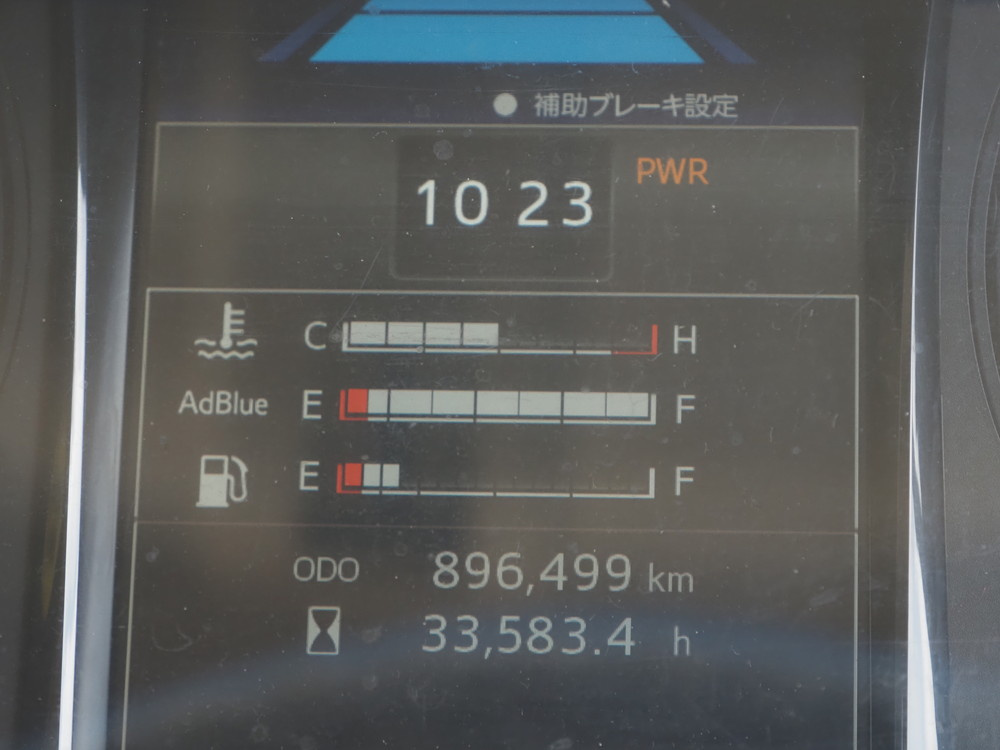 補助ブレーキ設定
PWR
10 23
C H
AdBlue E F
E F
ODO 896,499 km
33,583.4 h